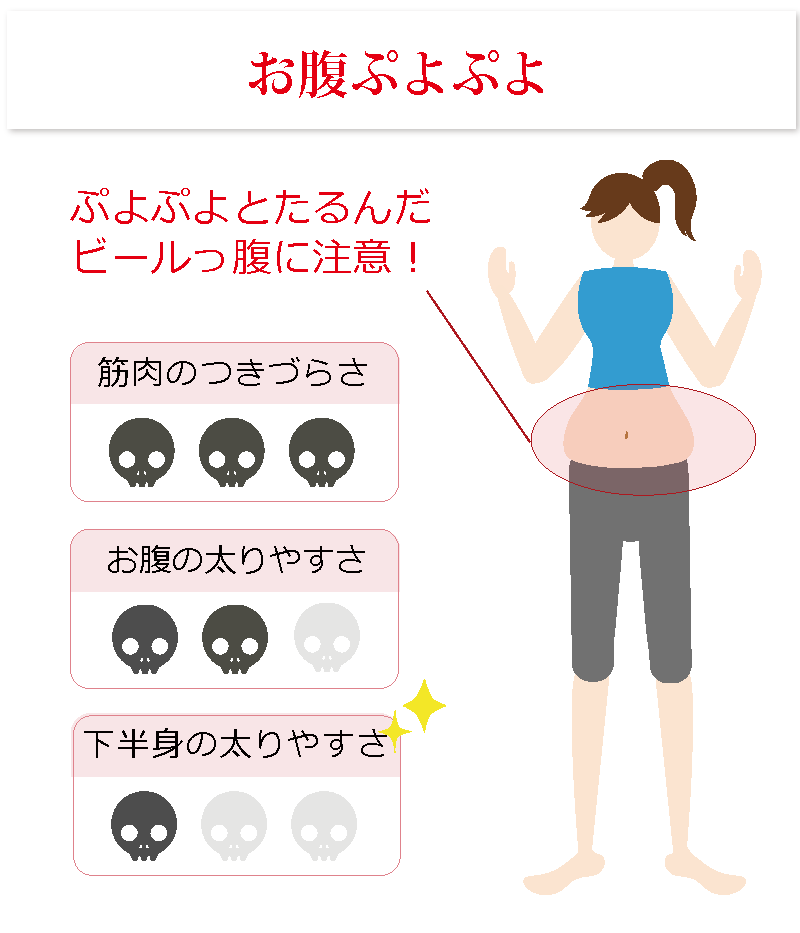 お腹ぷよぷよ
ぷよぷよとたるんだ
ビールっ腹に注意！
筋肉のつきづらさ
お腹の太りやすさ
下半身の太りやすさ